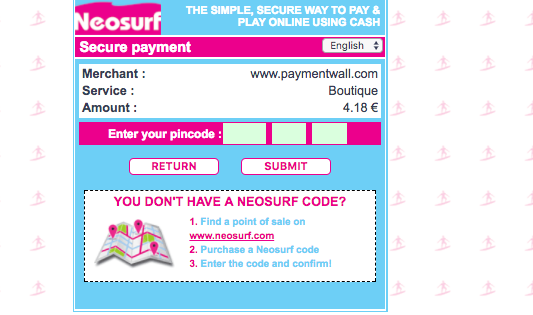 Neosurf
THE SIMPLE, SECURE WAY TO PAY &
PLAY ONLINE USING CASH
Secure payment
English
Merchant : www.paymentwall.com
Service : Boutique
Amount : 4.18 €
Enter your pincode :
RETURN SUBMIT
YOU DON'T HAVE A NEOSURF CODE?
1. Find a point of sale on
www.neosurf.com
2. Purchase a Neosurf code
3. Enter the code and confirm!